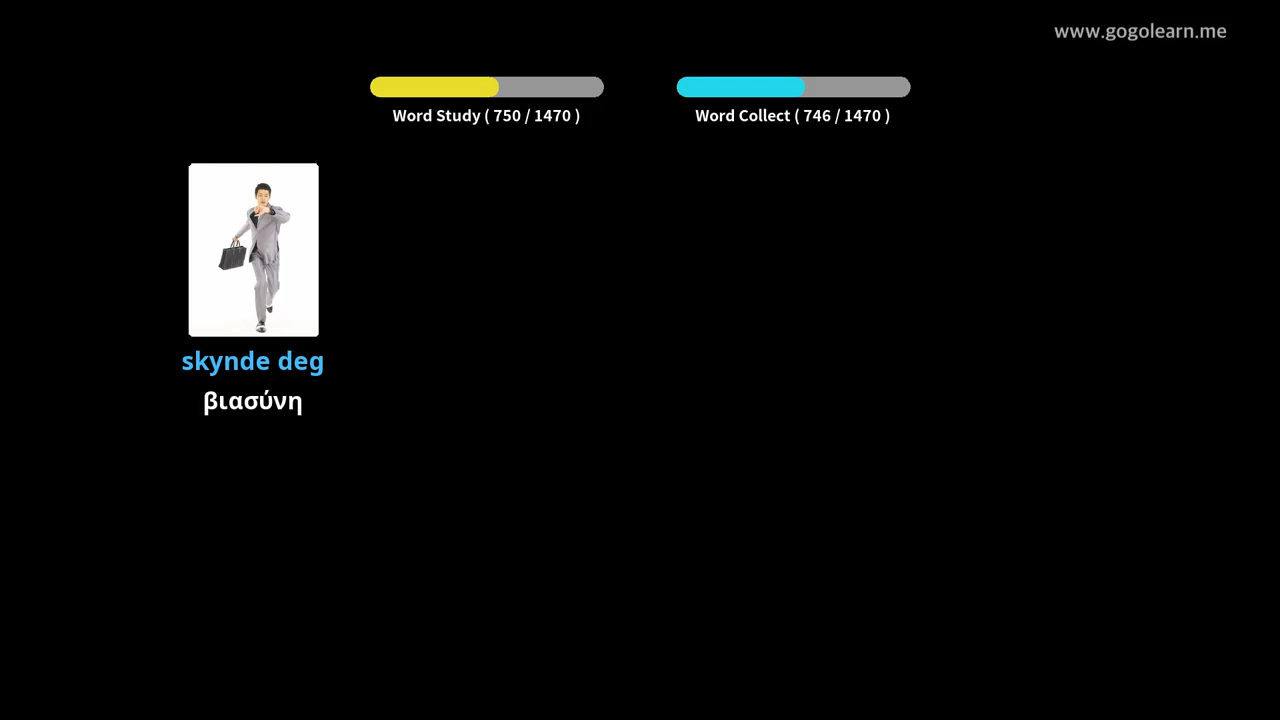 www.gogolearn.me
Word Study ( 750 / 1470 )
Word Collect ( 746 / 1470 )
skynde deg
βιασύνη